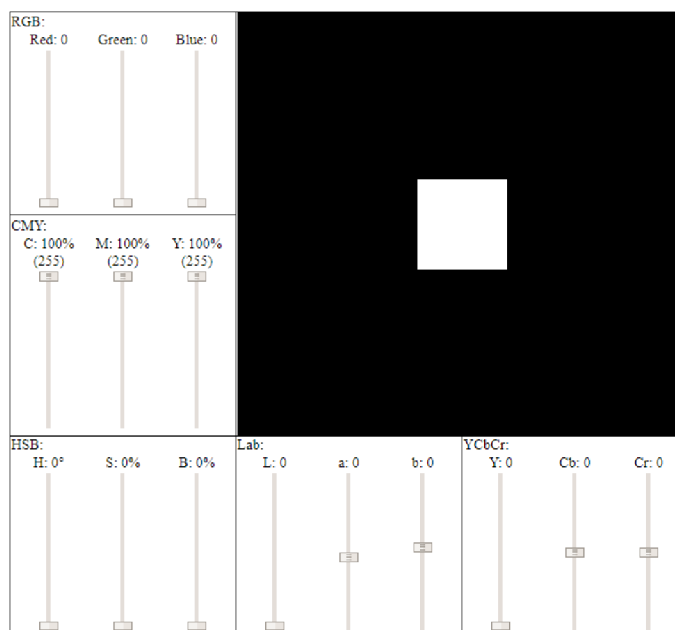 RGB:
Red: 0 Green: 0 Blue: 0
CMY:
C: 100% M: 100% Y: 100%
(255) (255) (255)
HSB:
H: 0° S: 0% B: 0%
Lab:
L: 0 a: 0 b: 0
YCbCr:
Y: 0 Cb: 0 Cr: 0